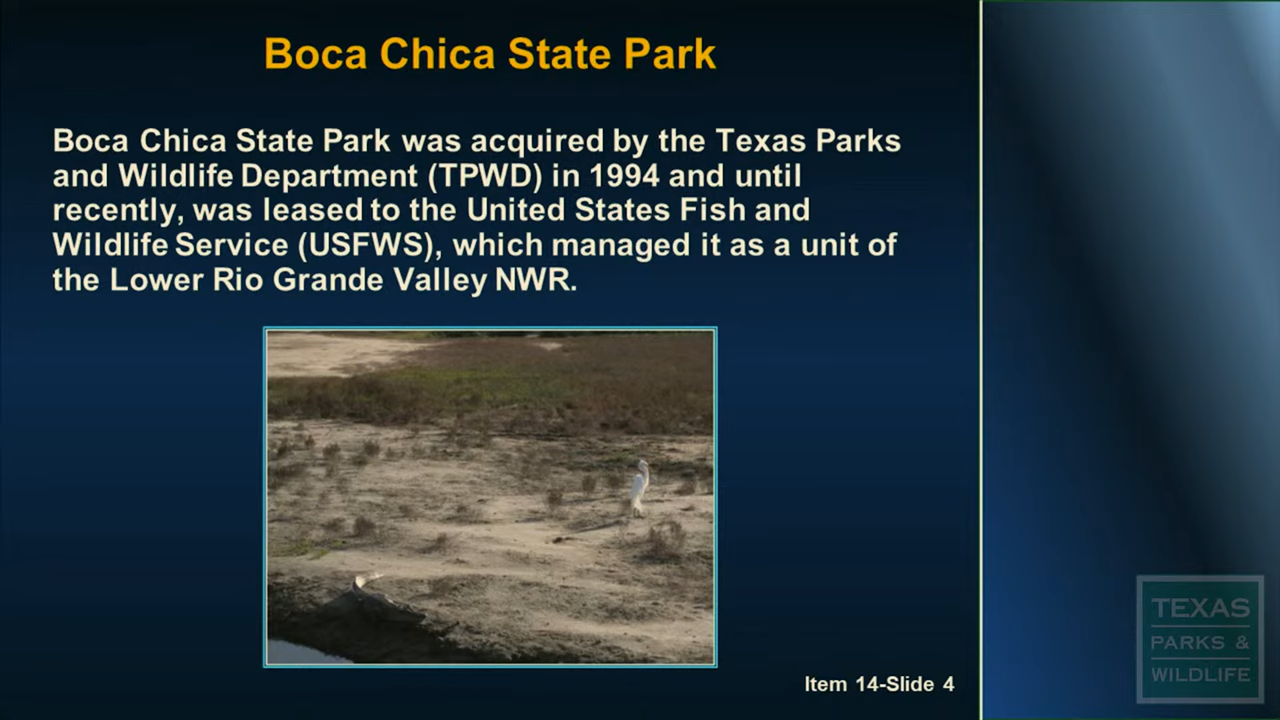 Boca Chica State Park
Boca Chica State Park was acquired by the Texas Parks
and Wildlife Department (TPWD) in 1994 and until
recently, was leased to the United States Fish and
Wildlife Service (USFWS), which managed it as a unit of
the Lower Rio Grande Valley NWR.
Item 14-Slide 4
TEXAS
PARKS &
WILDLIFE